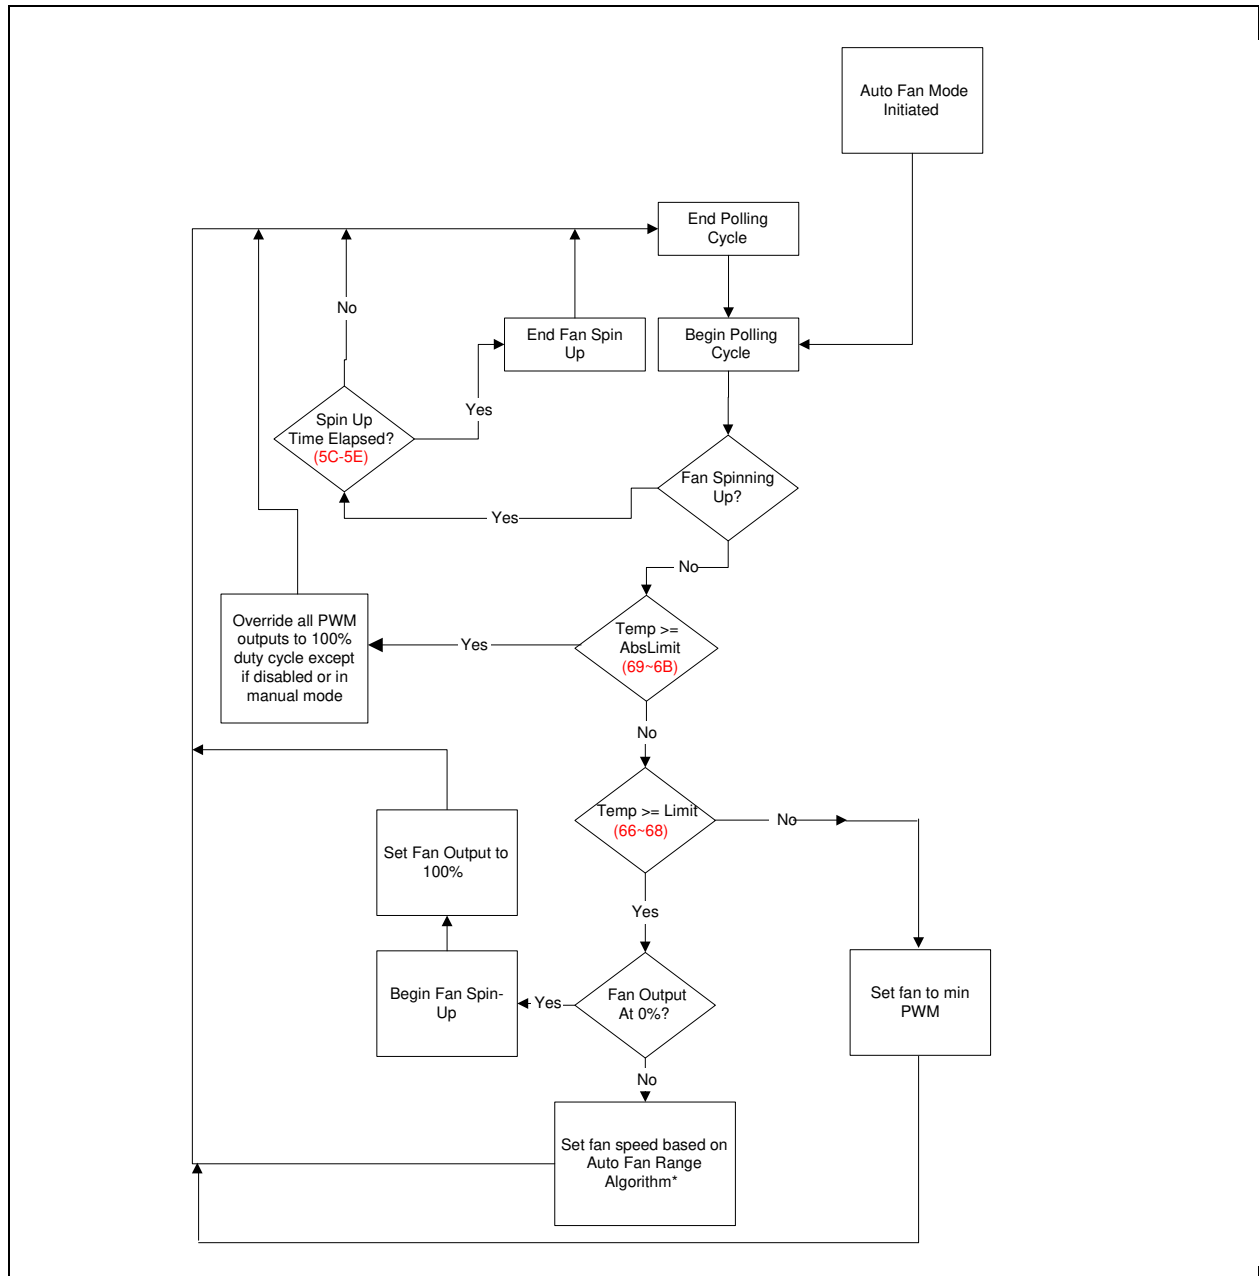 Auto Fan Mode
Initiated
End Polling
Cycle
No
End Fan Spin
Up
Begin Polling
Cycle
Yes
Spin Up
Time Elapsed?
(5C-5E)
Fan Spinning
Up?
Yes
No
Override all PWM
outputs to 100%
duty cycle except
if disabled or in
manual mode
Yes
Temp >=
AbsLimit
(69~6B)
No
Temp >= Limit
(66~68)
No
Set Fan Output to
100%
Yes
Begin Fan Spin-
Up
Yes
Fan Output
At 0%?
Set fan to min
PWM
No
Set fan speed based on
Auto Fan Range
Algorithm*